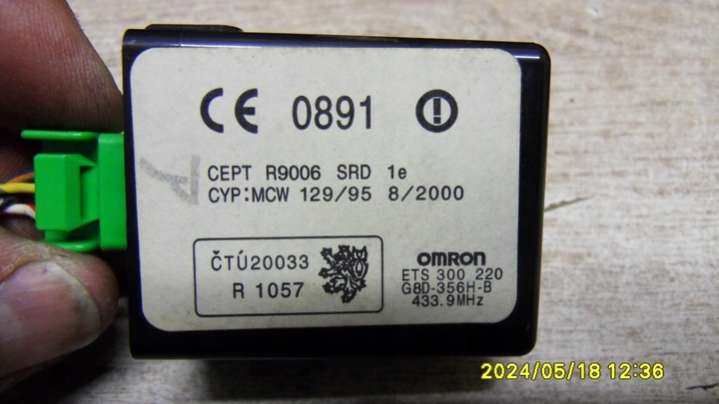 CE 0891
CEPT R9006 SRD 1e
CYP:MCW 129/95 8/2000
ČTÚ20033
R 1057
OMRON
ETS 300 220
G8D-356H-B
433.9MHz
2024/05/18 12:36